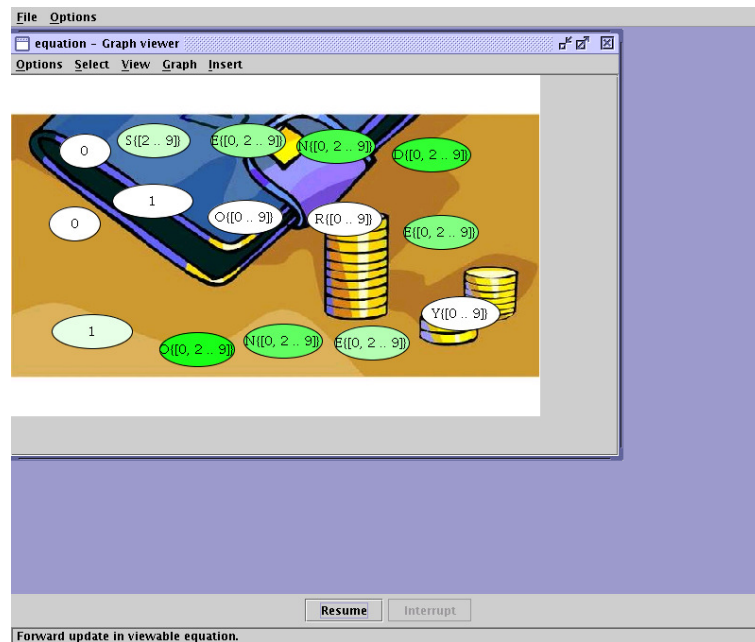 File Options
equation – Graph viewer
Options Select View Graph Insert
0 S{[2 .. 9]} E{[0, 2 .. 9]} N{[0, 2 .. 9]} D{[0, 2 .. 9]}
0 1 O{[0 .. 9]} R{[0 .. 9]} E{[0, 2 .. 9]}
1 O{[0, 2 .. 9]} N{[0, 2 .. 9]} E{[0, 2 .. 9]} Y{[0 .. 9]}
Resume Interrupt
Forward update in viewable equation.